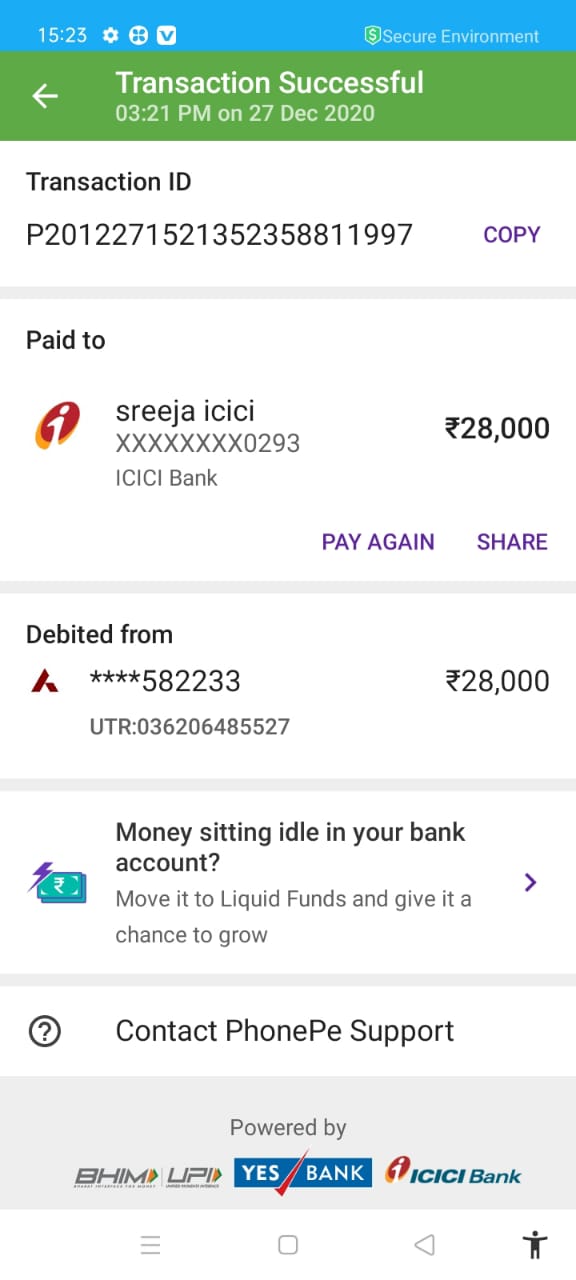 15:23
Secure Environment
Transaction Successful
03:21 PM on 27 Dec 2020
Transaction ID
P2012271521352358811997 COPY
Paid to
sreeja icici
XXXXXXXX0293
₹28,000
ICICI Bank
PAY AGAIN SHARE
Debited from
****582233 ₹28,000
UTR:036206485527
Money sitting idle in your bank
account?
Move it to Liquid Funds and give it a
chance to grow
Contact PhonePe Support
Powered by
BHIM UPI YES BANK ICICI Bank